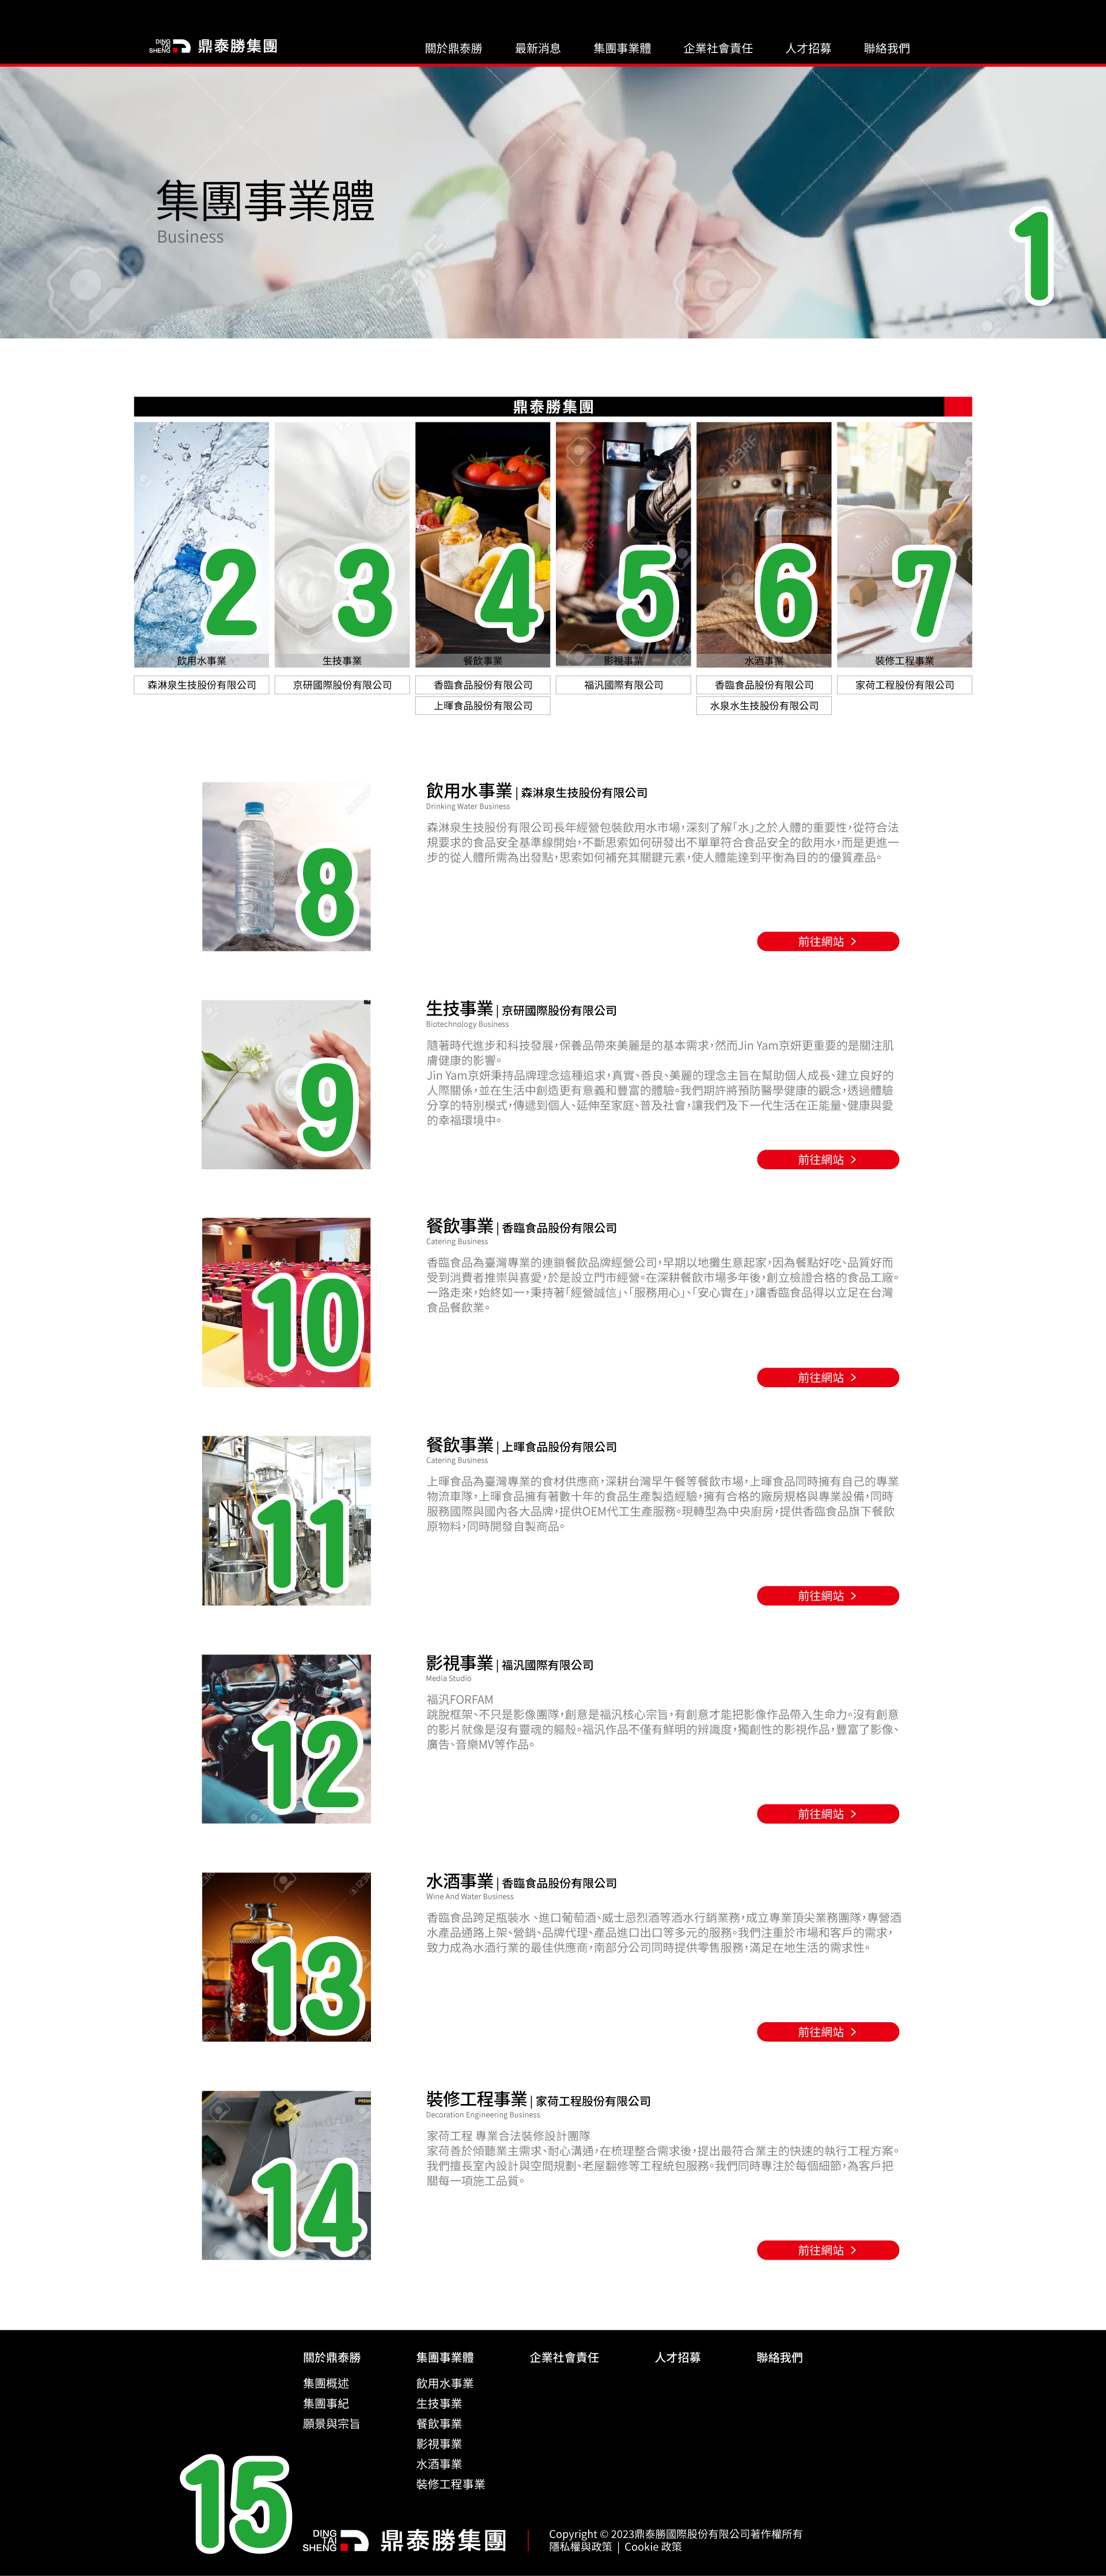 DING TAI SHENG 鼎泰勝集團
關於鼎泰勝 最新消息 集團事業體 企業社會責任 人才招募 聯絡我們
集團事業體
Business
1
鼎泰勝集團
2 3 4 5 6 7
飲用水事業 生技事業 餐飲事業 影視事業 水酒事業 裝修工程事業
森淋泉生技股份有限公司 京研國際股份有限公司 香臨食品股份有限公司 福汎國際有限公司 香臨食品股份有限公司 家荷工程股份有限公司
上暉食品股份有限公司 水泉水生技股份有限公司
飲用水事業 | 森淋泉生技股份有限公司
Drinking Water Business
森淋泉生技股份有限公司長年經營包裝飲用水市場,深刻了解「水」之於人體的重要性,從符合法
規要求的食品安全基準線開始,不斷思索如何研發出不單單符合食品安全的飲用水,而是更進一
步的從人體所需為出發點,思索如何補充其關鍵元素,使人體能達到平衡為目的的優質產品。
8
前往網站 >
生技事業 | 京研國際股份有限公司
Biotechnology Business
隨著時代進步和科技發展,保養品帶來美麗是的基本需求,然而Jin Yam京妍更重要的是關注肌
膚健康的影響。
Jin Yam京妍秉持品牌理念這種追求,真實、善良、美麗的理念主旨在幫助個人成長、建立良好的
人際關係,並在生活中創造更有意義和豐富的體驗。我們期許將預防醫學健康的觀念,透過體驗
分享的特別模式,傳遞到個人、延伸至家庭、普及社會,讓我們及下一代生活在正能量、健康與愛
的幸福環境中。
9
前往網站 >
餐飲事業 | 香臨食品股份有限公司
Catering Business
香臨食品為臺灣專業的連鎖餐飲品牌經營公司,早期以地攤生意起家,因為餐點好吃、品質好而
受到消費者推崇與喜愛,於是設立門市經營。在深耕餐飲市場多年後,創立檢證合格的食品工廠。
一路走來,始終如一,秉持著「經營誠信」、「服務用心」、「安心實在」,讓香臨食品得以立足在台灣
食品餐飲業。
10
前往網站 >
餐飲事業 | 上暉食品股份有限公司
Catering Business
上暉食品為臺灣專業的食材供應商,深耕台灣早午餐等餐飲市場,上暉食品同時擁有自己的專業
物流車隊,上暉食品擁有著數十年的食品生產製造經驗,擁有合格的廠房規格與專業設備,同時
服務國際與國內各大品牌,提供OEM代工生產服務。現轉型為中央廚房,提供香臨食品旗下餐飲
原物料,同時開發自製商品。
11
前往網站 >
影視事業 | 福汎國際有限公司
Media Studio
福汎FORFAM
跳脫框架、不只是影像團隊,創意是福汎核心宗旨,有創意才能把影像作品帶入生命力。沒有創意
的影片就像是沒有靈魂的軀殼。福汎作品不僅有鮮明的辨識度,獨創性的影視作品,豐富了影像、
廣告、音樂MV等作品。
12
前往網站 >
水酒事業 | 香臨食品股份有限公司
Wine And Water Business
香臨食品跨足瓶裝水、進口葡萄酒、威士忌烈酒等酒水行銷業務,成立專業頂尖業務團隊,專營酒
水產品通路上架、營銷、品牌代理、產品進口出口等多元的服務。我們注重於市場和客戶的需求,
致力成為水酒行業的最佳供應商,南部分公司同時提供零售服務,滿足在地生活的需求性。
13
前往網站 >
裝修工程事業 | 家荷工程股份有限公司
Decoration Engineering Business
家荷工程 專業合法裝修設計團隊
家荷善於傾聽業主需求、耐心溝通,在梳理整合需求後,提出最符合業主的快速的執行工程方案。
我們擅長室內設計與空間規劃、老屋翻修等工程統包服務。我們同時專注於每個細節,為客戶把
關每一項施工品質。
14
前往網站 >
關於鼎泰勝 集團事業體 企業社會責任 人才招募 聯絡我們
集團概述 飲用水事業
集團事紀 生技事業
願景與宗旨 餐飲事業
影視事業
水酒事業
裝修工程事業
15
DING TAI SHENG 鼎泰勝集團
Copyright © 2023鼎泰勝國際股份有限公司著作權所有
隱私權與政策 | Cookie 政策